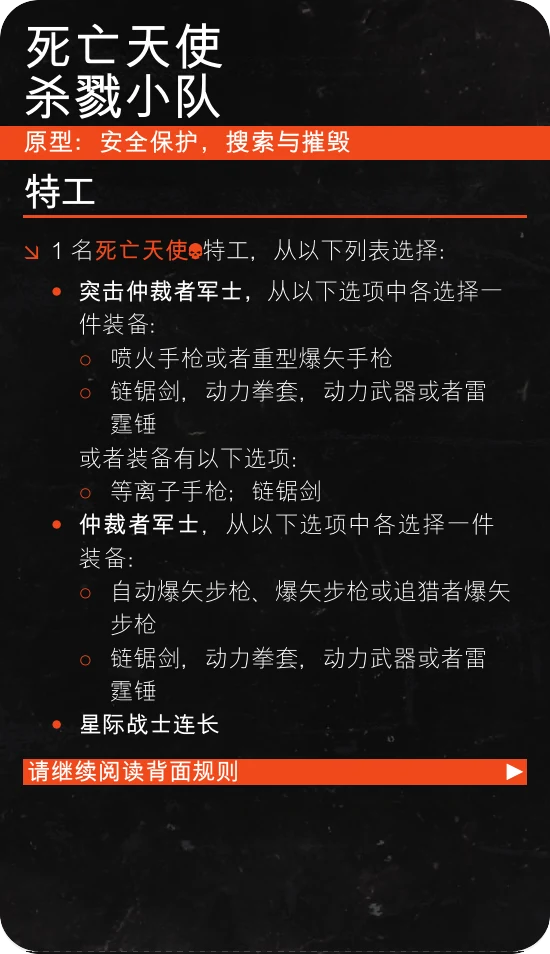 死亡天使
杀戮小队
原型：安全保护，搜索与摧毁
特工
1 名死亡天使特工，从以下列表选择：
突击仲裁者军士，从以下选项中各选择一
件装备：
喷火手枪或者重型爆矢手枪
链锯剑，动力拳套，动力武器或者雷
霆锤
或者装备有以下选项：
等离子手枪；链锯剑
仲裁者军士，从以下选项中各选择一件
装备：
自动爆矢步枪、爆矢步枪或追猎者爆矢
步枪
链锯剑，动力拳套，动力武器或者雷
霆锤
星际战士连长
请继续阅读背面规则